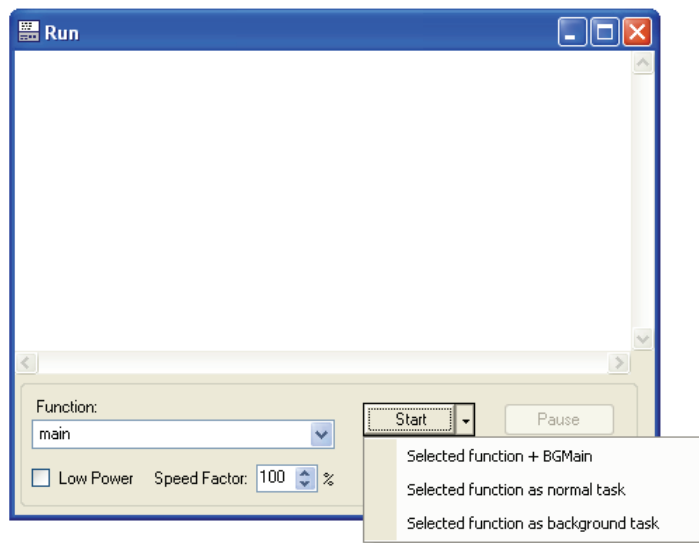 Run
Function:
main
Start
Pause
Low Power
Speed Factor:
100
%
Selected function + BGMain
Selected function as normal task
Selected function as background task